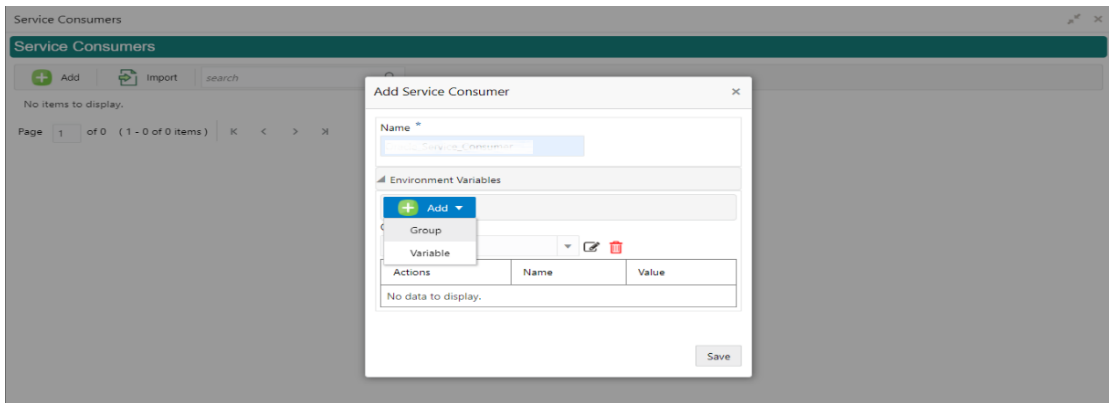 Service Consumers
Service Consumers
Add Import search
No items to display.
Page 1 of 0 (1 - 0 of 0 items)
Add Service Consumer
Name *
Service_Consumer
Environment Variables
Add
Group
Variable
Actions Name Value
No data to display.
Save